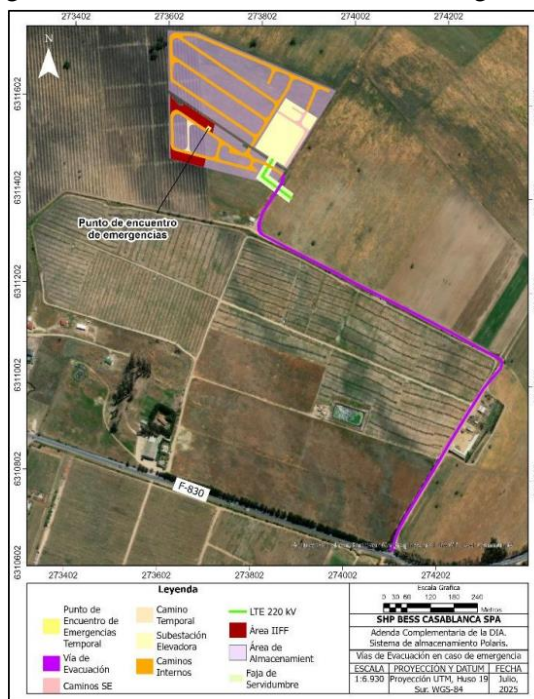 273602
273802
274002
274202
N
6311602
6311402
6311202
6311002
6310802
6310602
Punto de encuentro
de emergencias
F-830
273402
273602
273802
274002
274202
Leyenda
Punto de
Encuentro de
Emergencias
Temporal
Vía de
Evacuación
Caminos SE
Camino
Temporal
Subestación
Elevadora
Caminos
Internos
LTE 220 kV
Área IIFF
Área de
Almacenamient
Faja de
Servidumbre
Escala Grafica
0 30 60 120 180 240
Metros
SHP BESS CASABLANCA SPA
Adenda Complementaria de la DIA.
Sistema de almacenamiento Polaris.
Vías de Evacuación en caso de emergencia
ESCALA
PROYECCIÓN Y DATUM
FECHA
1:6.930
Proyección UTM, Huso 19
Sur. WGS-84
Julio,
2025